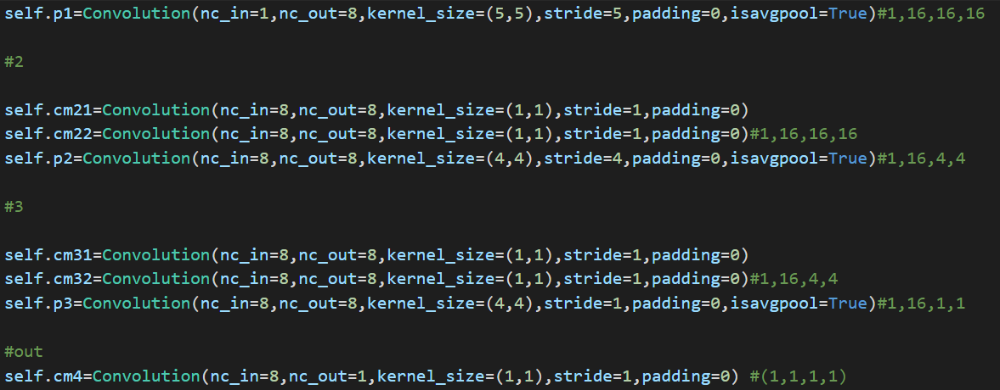 self.p1=Convolution(nc_in=1,nc_out=8,kernel_size=(5,5),stride=5,padding=0,isavgpool=True)#1,16,16,16
#2
self.cm21=Convolution(nc_in=8,nc_out=8,kernel_size=(1,1),stride=1,padding=0)
self.cm22=Convolution(nc_in=8,nc_out=8,kernel_size=(1,1),stride=1,padding=0)#1,16,16,16
self.p2=Convolution(nc_in=8,nc_out=8,kernel_size=(4,4),stride=4,padding=0,isavgpool=True)#1,16,4,4
#3
self.cm31=Convolution(nc_in=8,nc_out=8,kernel_size=(1,1),stride=1,padding=0)
self.cm32=Convolution(nc_in=8,nc_out=8,kernel_size=(1,1),stride=1,padding=0)#1,16,4,4
self.p3=Convolution(nc_in=8,nc_out=8,kernel_size=(4,4),stride=1,padding=0,isavgpool=True)#1,16,1,1
#out
self.cm4=Convolution(nc_in=8,nc_out=1,kernel_size=(1,1),stride=1,padding=0) #(1,1,1,1)